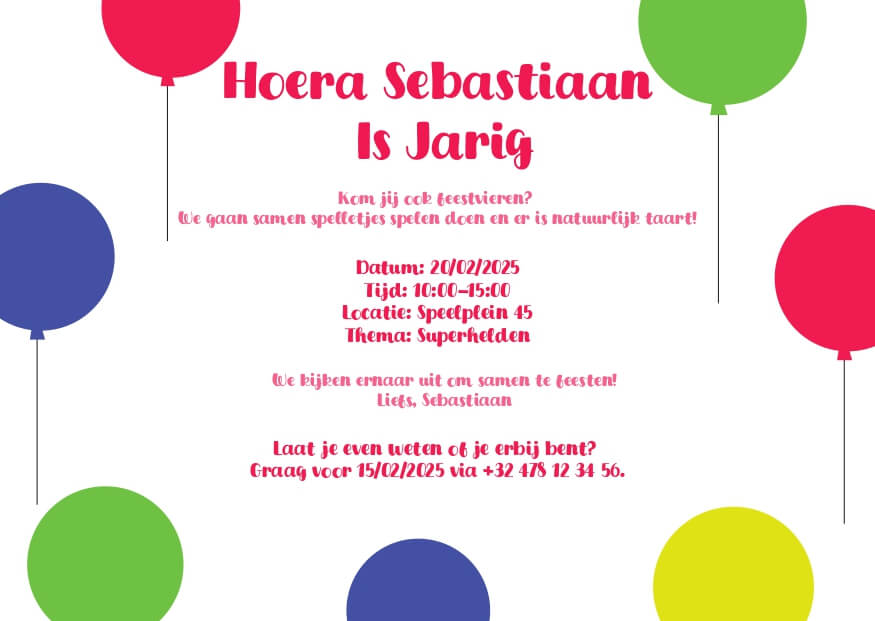 Hoera Sebastiaan
Is Jarig
Kom jij ook feestvieren?
We gaan samen spelletjes spelen doen en er is natuurlijk taart!
Datum: 20/02/2025
Tijd: 10:00-15:00
Locatie: Speelplein 45
Thema: Superhelden
We kijken ernaar uit om samen te feesten!
Liefs, Sebastiaan
Laat je even weten of je erbij bent?
Graag voor 15/02/2025 via +32 478 12 34 56.